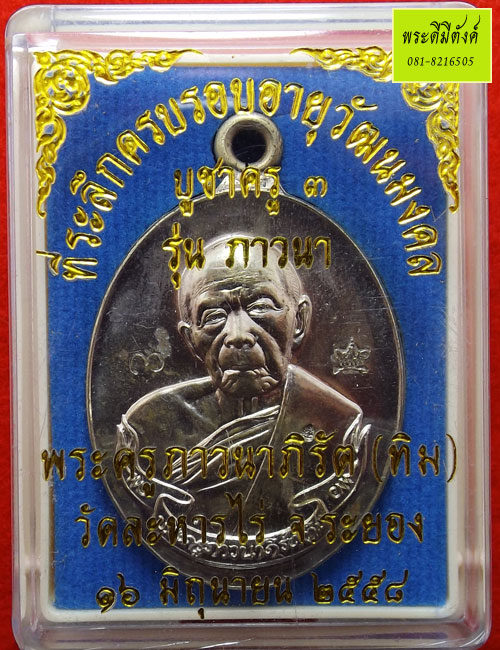 พระดีมีตังค์
081-8216505
ที่ระลึกครบรอบอายุวัฒนมงคล
บูชาครู ๓
รุ่น ภาวนา
พระครูภาวนาภิรัต (ทิม)
วัดละหารไร่ จ.ระยอง
๑๖ มิถุนายน ๒๕๕๘